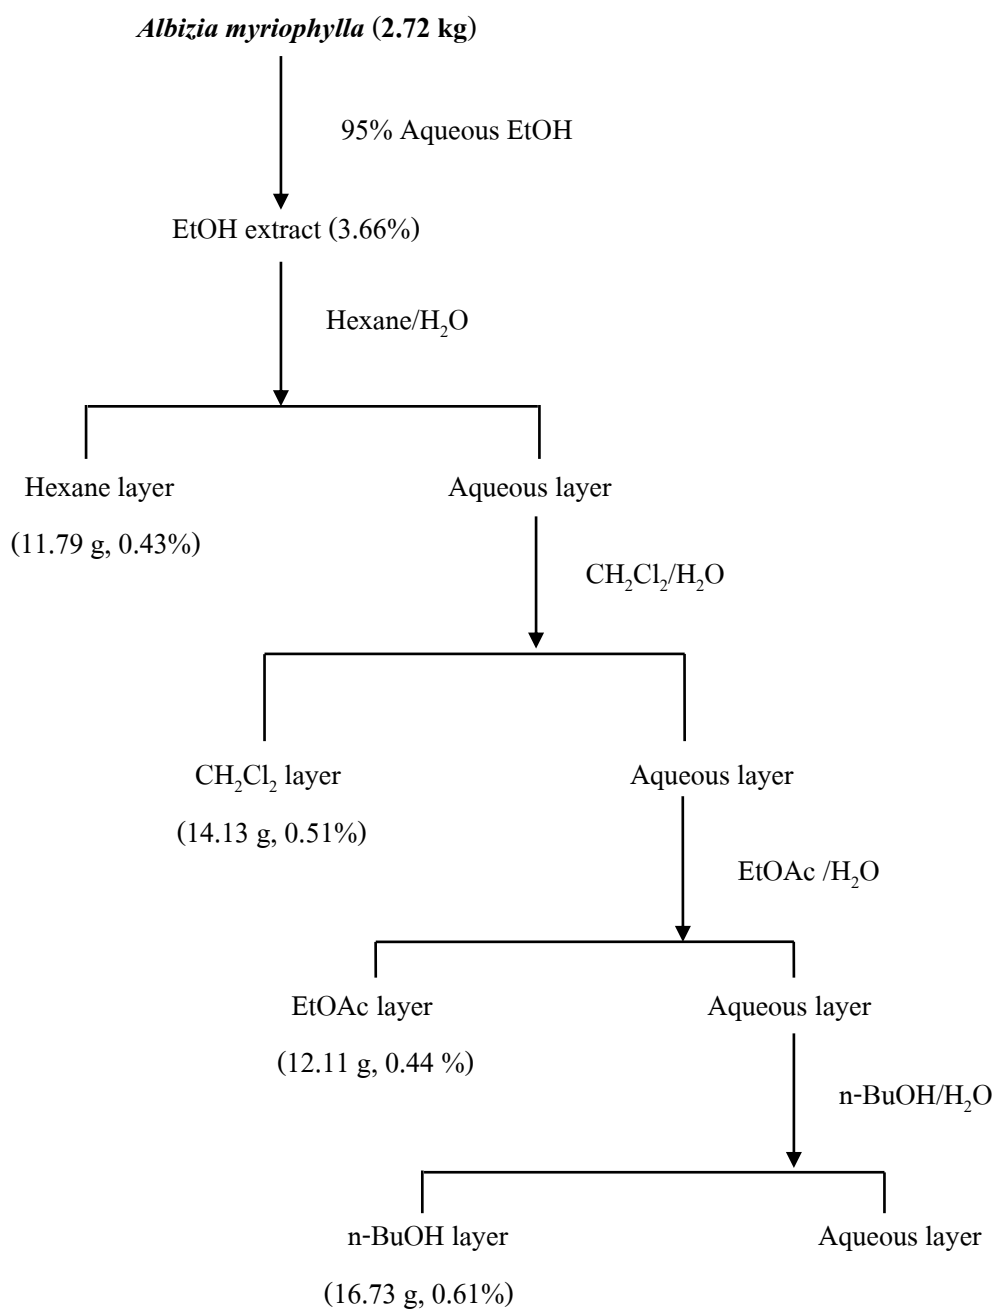 Albizia myriophylla (2.72 kg)
95% Aqueous EtOH
EtOH extract (3.66%)
Hexane/H₂O
Hexane layer
Aqueous layer
(11.79 g, 0.43%)
CH₂Cl₂/H₂O
CH₂Cl₂ layer
Aqueous layer
(14.13 g, 0.51%)
EtOAc /H₂O
EtOAc layer
Aqueous layer
(12.11 g, 0.44 %)
n-BuOH/H₂O
n-BuOH layer
Aqueous layer
(16.73 g, 0.61%)